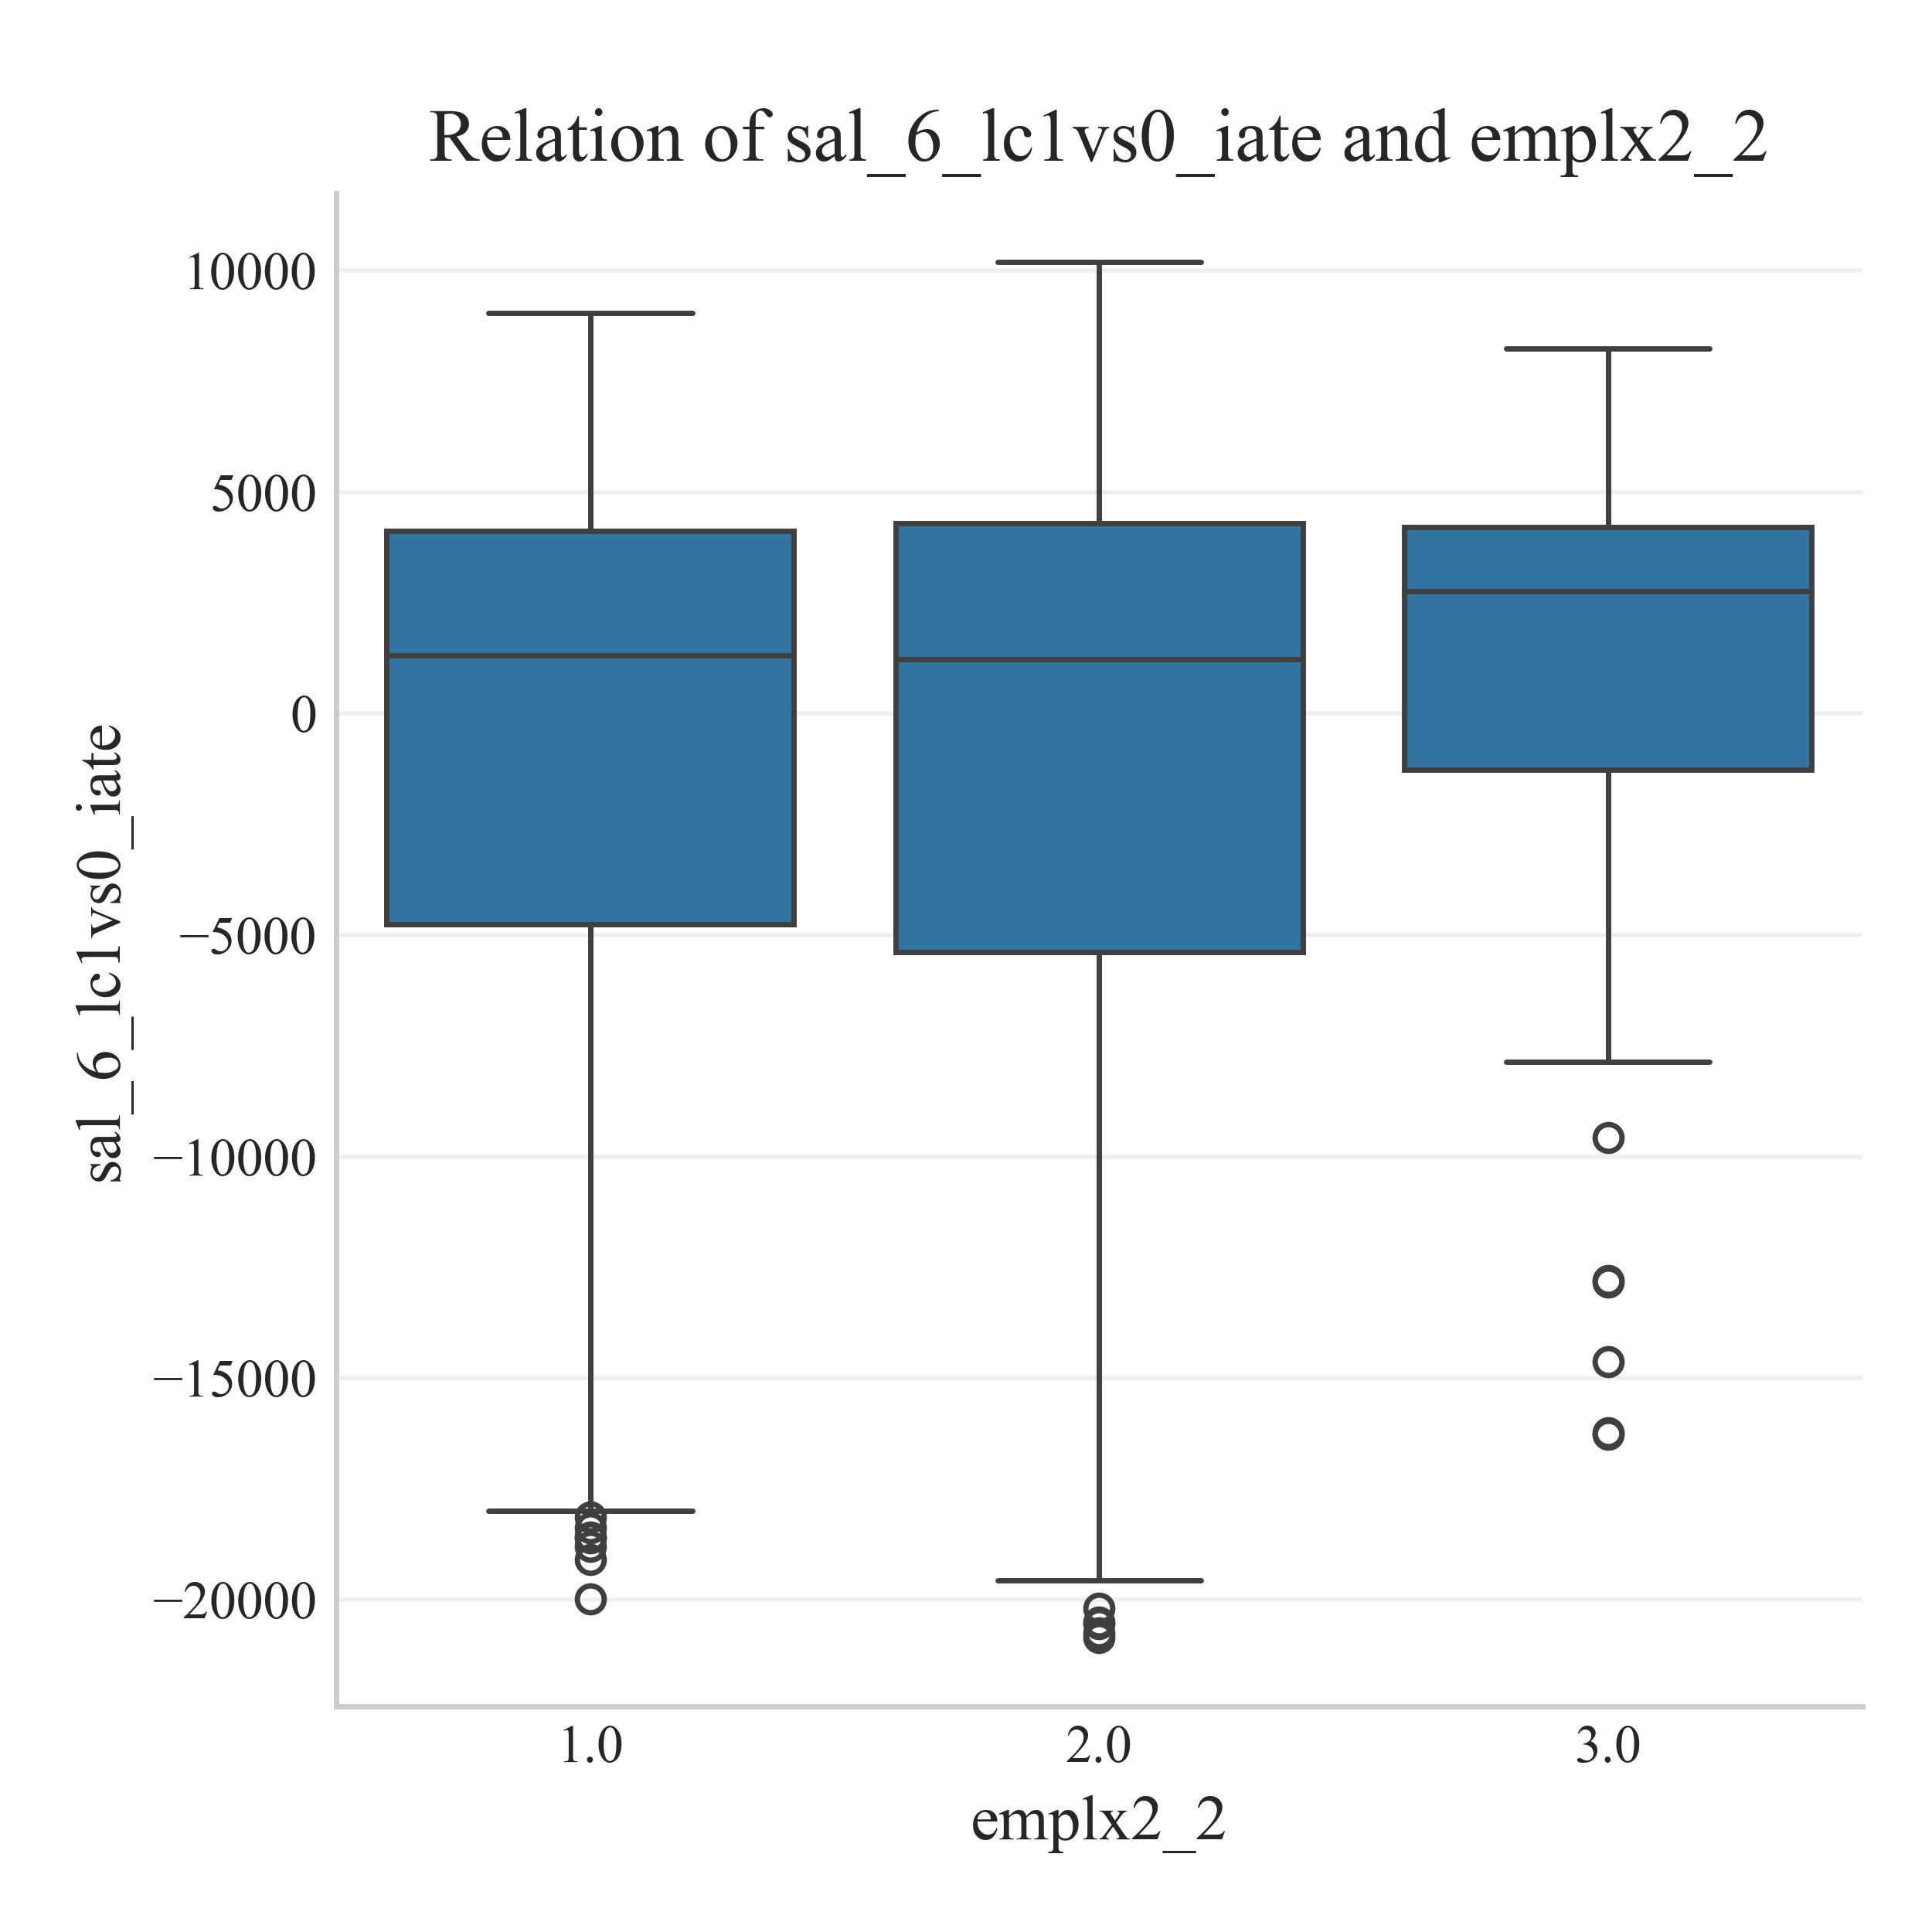 Relation of sal_6_lc1vs0_iate and emplx2_2
sal_6_lc1vs0_iate
10000
5000
0
−5000
−10000
−15000
−20000
1.0 2.0 3.0
emplx2_2